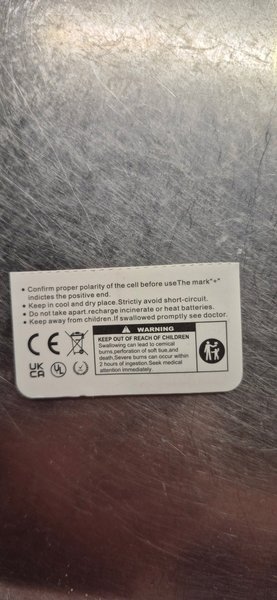 • Confirm proper polarity of the cell before useThe mark"+"
indictes the positive end.
• Keep in cool and dry place.Strictly avoid short-circuit.
• Do not take apart.recharge incinerate or heat batteries.
• Keep away from children.If swallowed promptly see doctor.
WARNING
KEEP OUT OF REACH OF CHILDREN
Swallowing can lead to cemical
burns,perforation of soft tiue,and
death,Severe burns can occur within
2 hours of ingestion.Seek medical
attention immediately.
CE
UK
CA
UL